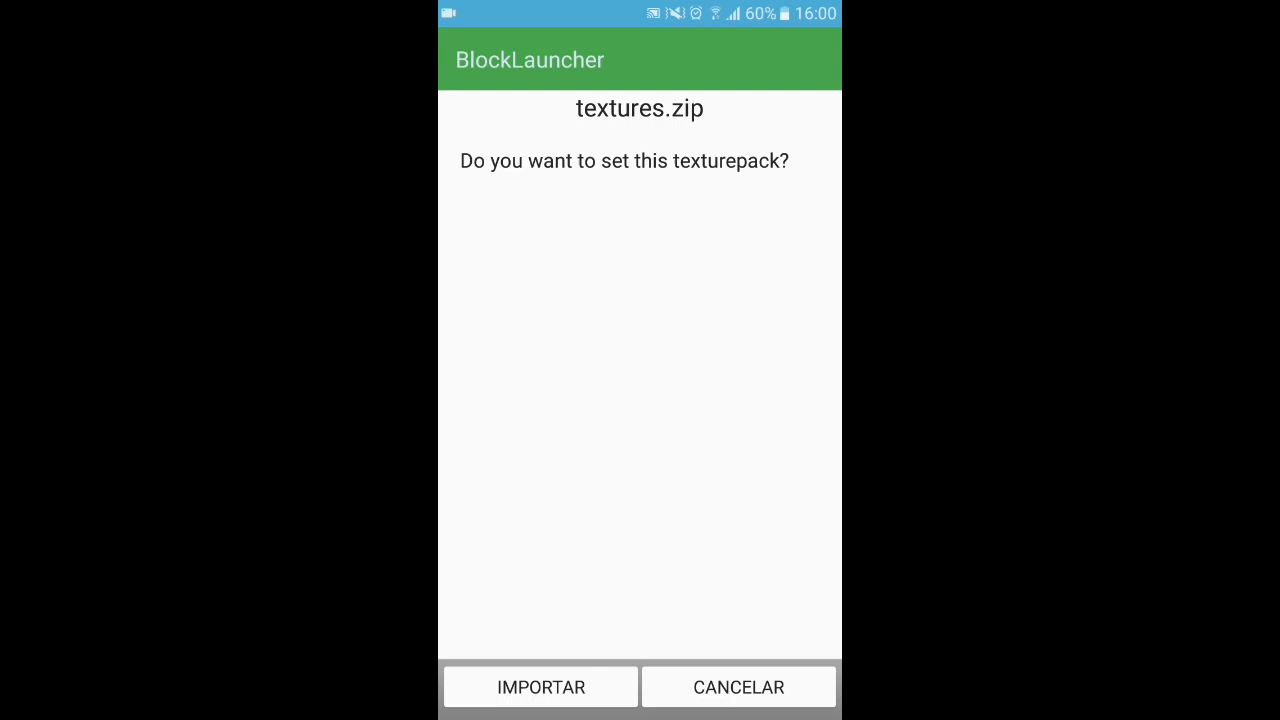 60% 16:00
BlockLauncher
textures.zip
Do you want to set this texturepack?
IMPORTAR CANCELAR